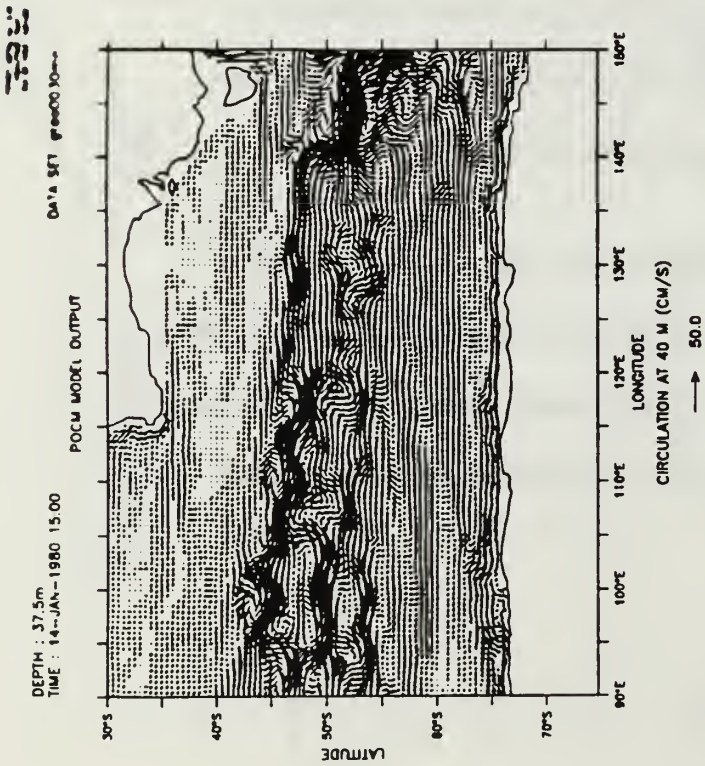 DEPTH : 37.5m
TIME : 14-JAN-1980 15:00
POCM MODEL OUTPUT
DATA SET
30°S
40°S
50°S
60°S
70°S
LATITUDE
90°E
100°E
110°E
120°E
130°E
140°E
150°E
LONGITUDE
CIRCULATION AT 40 M (CM/S)
50.0